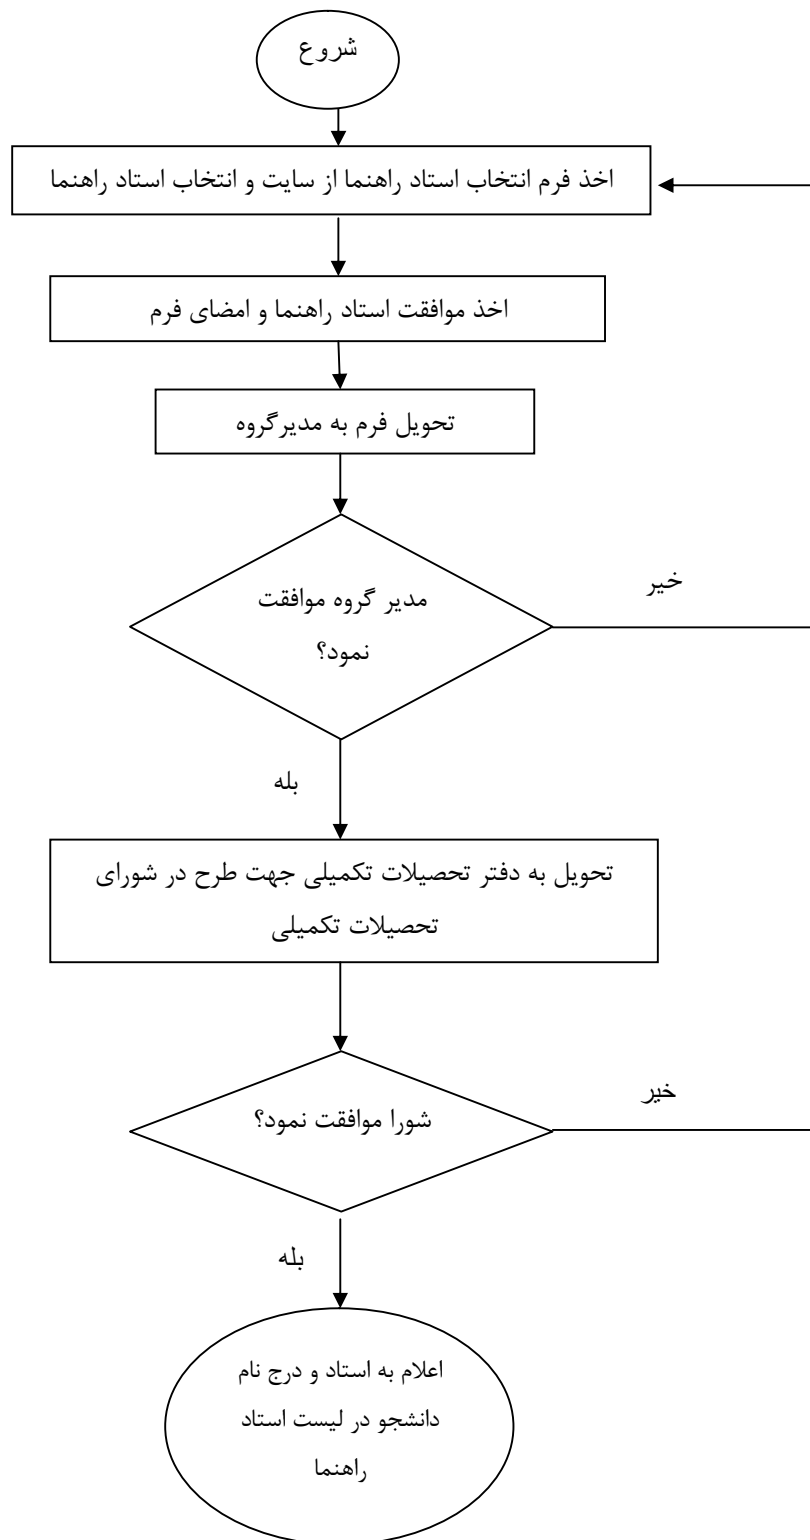 شروع
اخذ فرم انتخاب استاد راهنما از سایت و انتخاب استاد راهنما
اخذ موافقت استاد راهنما و امضای فرم
تحویل فرم به مدیرگروه
مدیر گروه موافقت
نمود؟
خیر
بله
تحویل به دفتر تحصیلات تکمیلی جهت طرح در شورای
تحصیلات تکمیلی
شورا موافقت نمود؟
خیر
بله
اعلام به استاد و درج نام
دانشجو در لیست استاد
راهنما